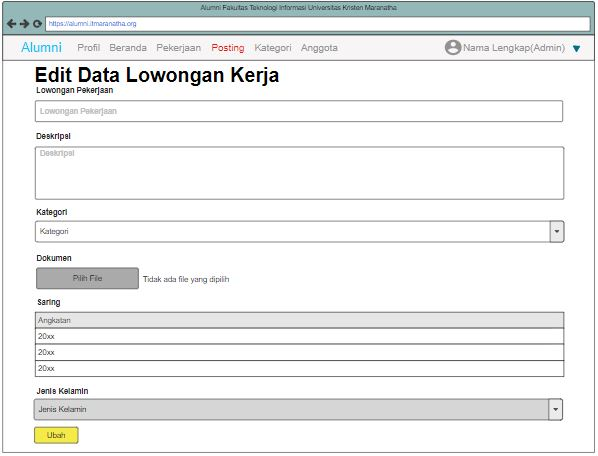 Alumni Fakultas Teknologi Informasi Universitas Kristen Maranatha
https://alumni.itmaranatha.org
Alumni Profil Beranda Pekerjaan Posting Kategori Anggota Nama Lengkap(Admin)
Edit Data Lowongan Kerja
Lowongan Pekerjaan
Lowongan Pekerjaan
Deskripsi
Deskripsi
Kategori
Kategori
Dokumen
Pilih File Tidak ada file yang dipilih
Saring
Angkatan
20xx
20xx
20xx
Jenis Kelamin
Jenis Kelamin
Ubah